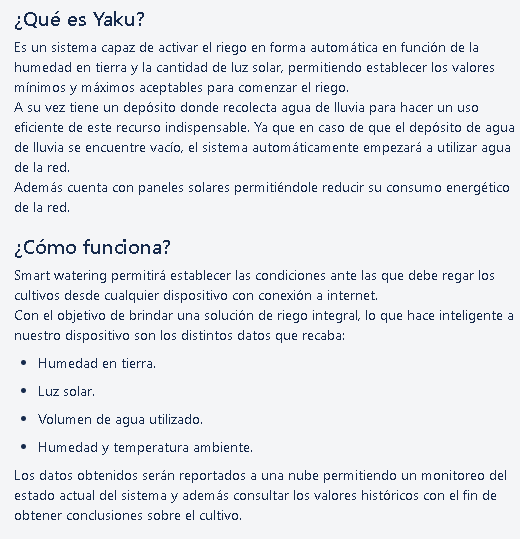 ¿Qué es Yaku?
Es un sistema capaz de activar el riego en forma automática en función de la
humedad en tierra y la cantidad de luz solar, permitiendo establecer los valores
mínimos y máximos aceptables para comenzar el riego.
A su vez tiene un depósito donde recolecta agua de lluvia para hacer un uso
eficiente de este recurso indispensable. Ya que en caso de que el depósito de agua
de lluvia se encuentre vacío, el sistema automáticamente empezará a utilizar agua
de la red.
Además cuenta con paneles solares permitiéndole reducir su consumo energético
de la red.
¿Cómo funciona?
Smart watering permitirá establecer las condiciones ante las que debe regar los
cultivos desde cualquier dispositivo con conexión a internet.
Con el objetivo de brindar una solución de riego integral, lo que hace inteligente a
nuestro dispositivo son los distintos datos que recaba:
• Humedad en tierra.
• Luz solar.
• Volumen de agua utilizado.
• Humedad y temperatura ambiente.
Los datos obtenidos serán reportados a una nube permitiendo un monitoreo del
estado actual del sistema y además consultar los valores históricos con el fin de
obtener conclusiones sobre el cultivo.